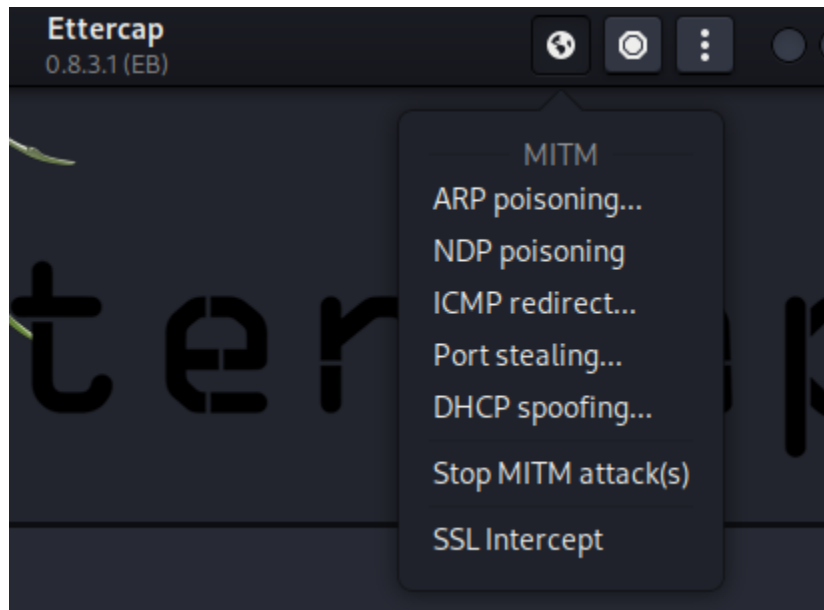 Ettercap
0.8.3.1 (EB)
MITM
ARP poisoning...
NDP poisoning
ICMP redirect...
Port stealing...
DHCP spoofing...
Stop MITM attack(s)
SSL Intercept
ter p